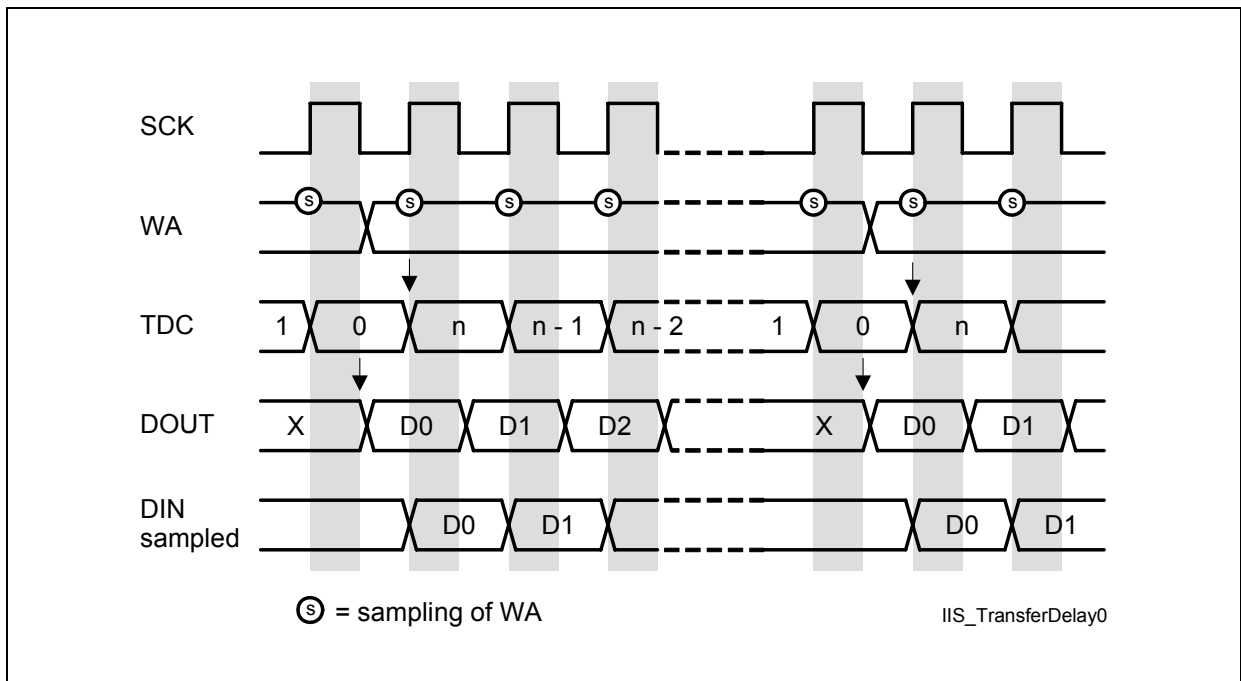 SCK
S S S S S S S
WA
TDC 1 0 n n - 1 n - 2 1 0 n
DOUT X D0 D1 D2 X D0 D1
DIN D0 D1 D0 D1
sampled
S = sampling of WA
IIS_TransferDelay0